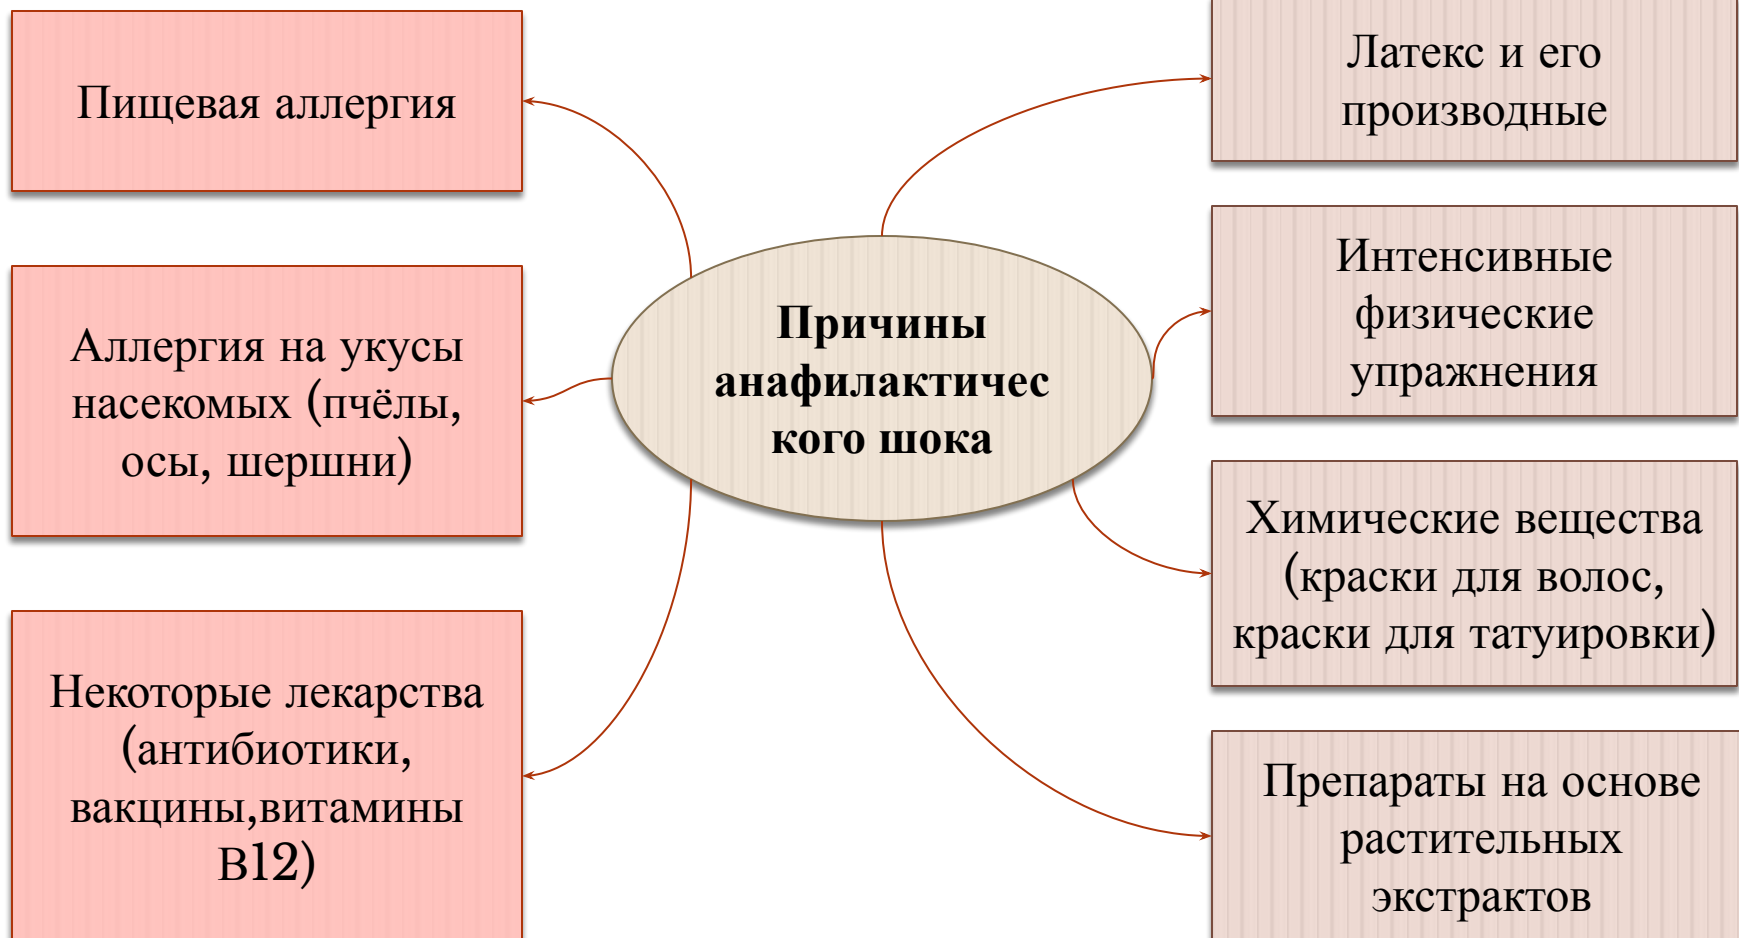 Пищевая аллергия
Аллергия на укусы
насекомых (пчёлы,
осы, шершни)
Некоторые лекарства
(антибиотики,
вакцины,витамины
В12)
Причины
анафилактичес
кого шока
Латекс и его
производные
Интенсивные
физические
упражнения
Химические вещества
(краски для волос,
краски для татуировки)
Препараты на основе
растительных
экстрактов